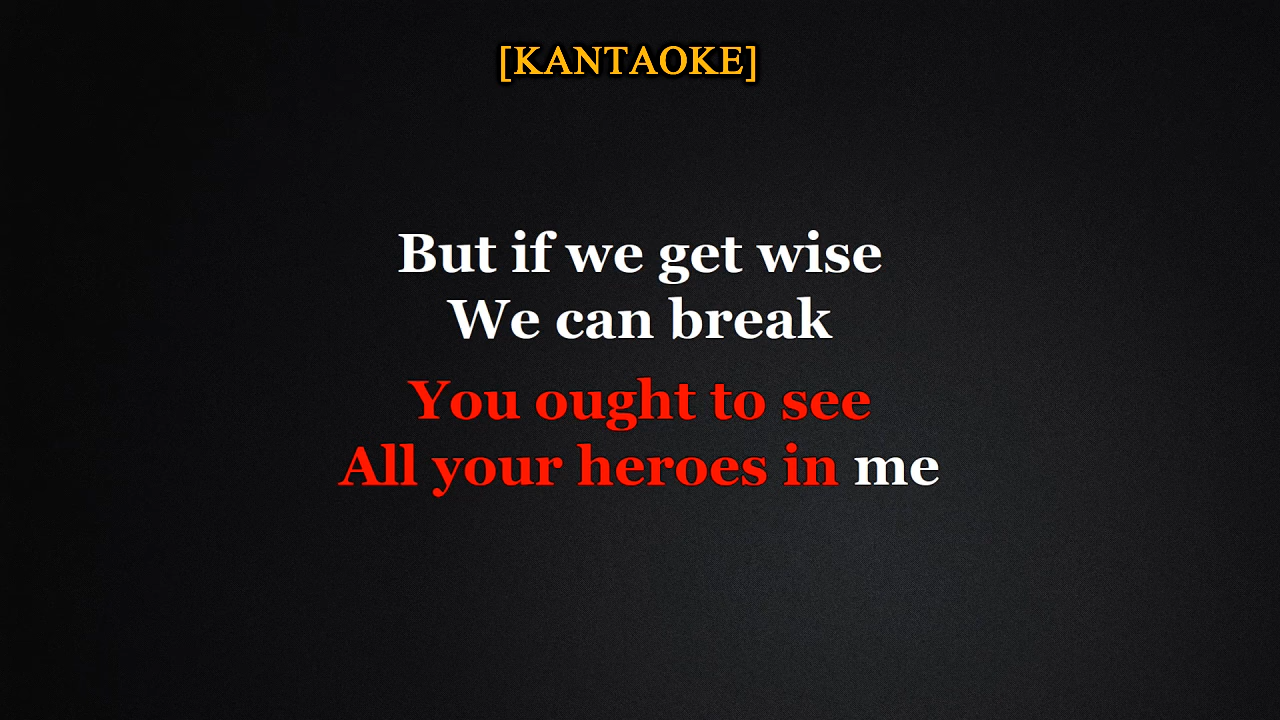 [KANTAOKE]
But if we get wise
We can break
You ought to see
All your heroes in me